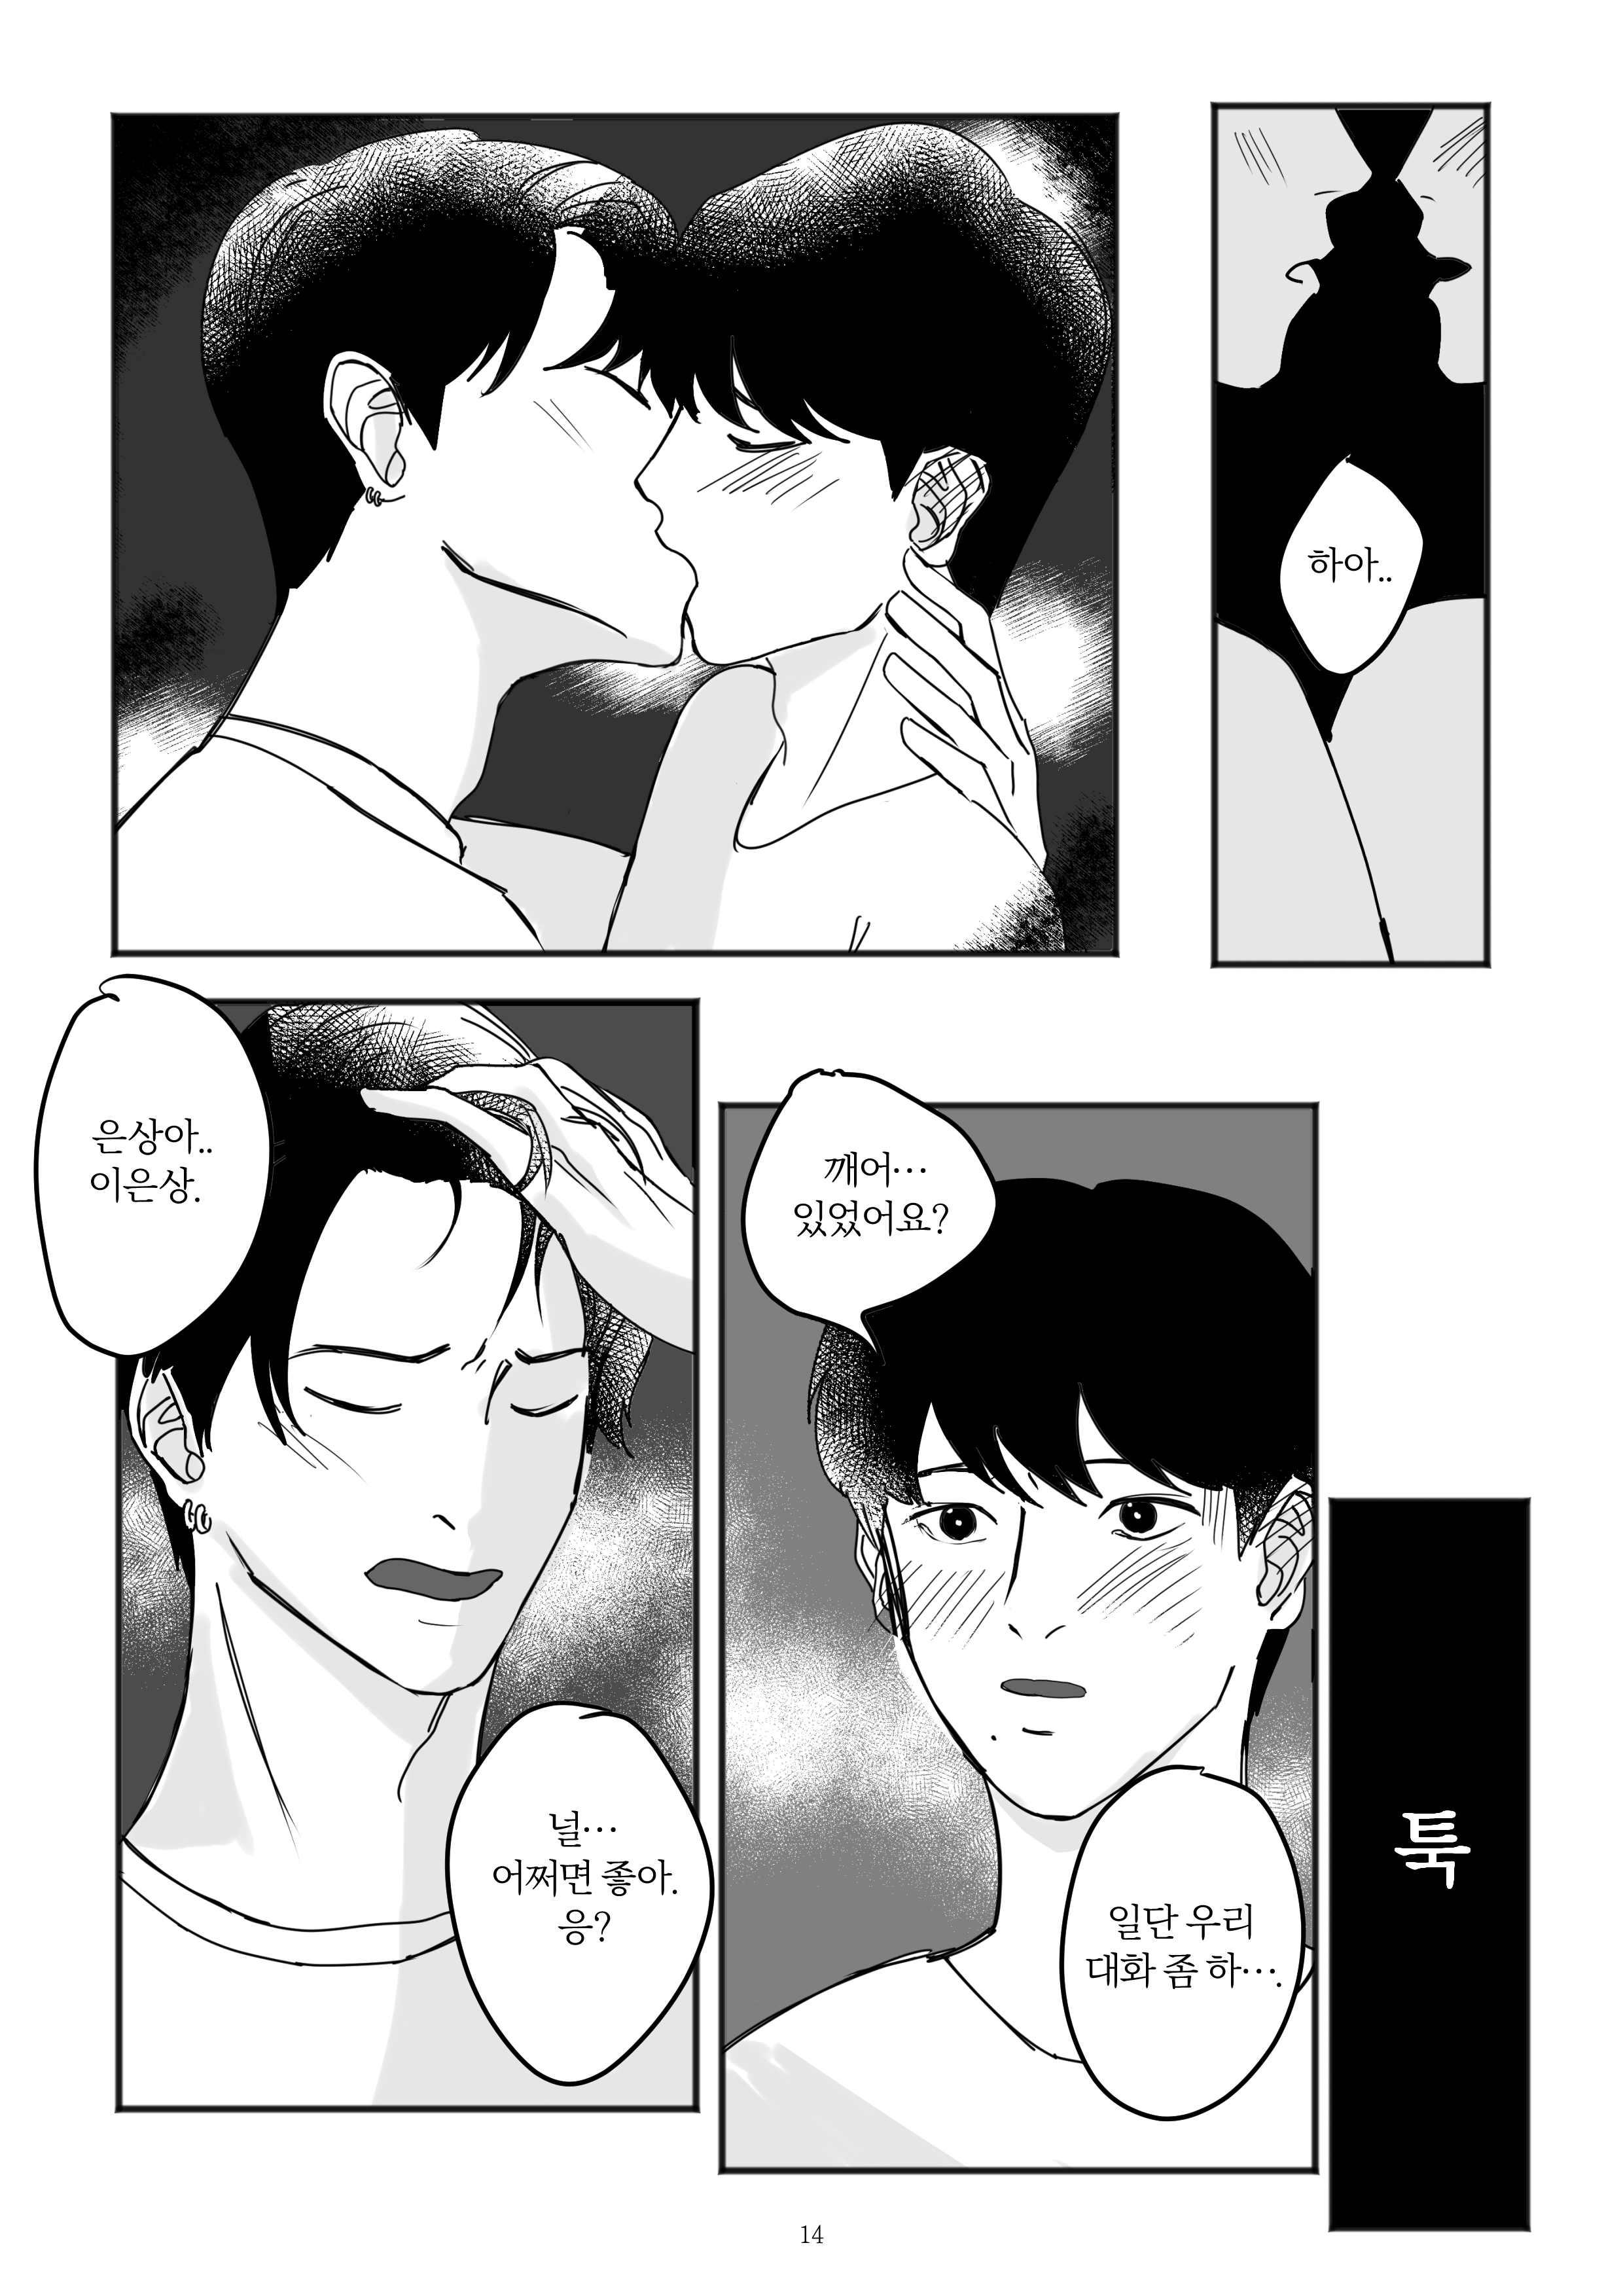 하아..
은상아..
이은상.
널…
어쩌면 좋아.
응?
깨어…
있었어요?
일단 우리
대화 좀 하….
툭
14